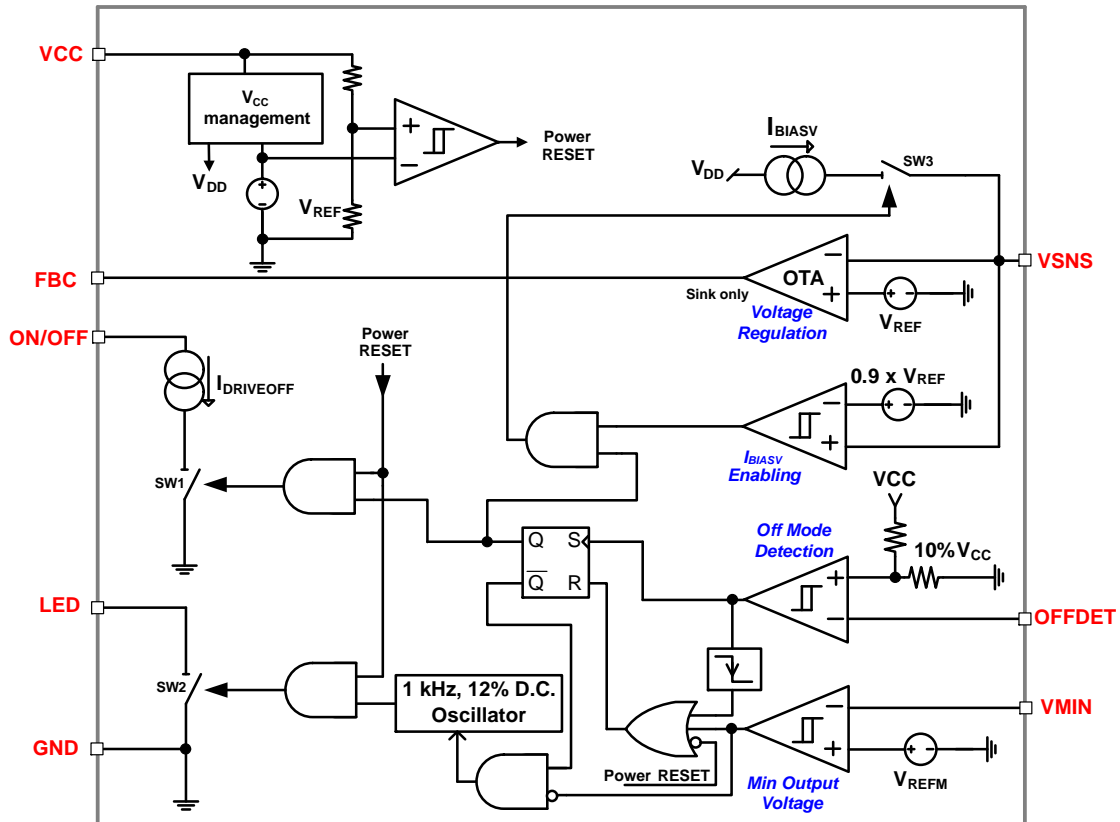 VCC
VCC
management
VDD
VREF
+
−
+
-
Power
RESET
IBIASV
VDD
SW3
FBC
OTA
−
+
Sink only
Voltage
Regulation
+
-
VREF
VSNS
ON/OFF
IDRIVEOFF
Power
RESET
0.9 x VREF
−
+
+
-
IBIASV
Enabling
SW1
VCC
Off Mode
Detection
10%VCC
+
−
Q
S
Q
R
OFFDET
LED
SW2
1 kHz, 12% D.C.
Oscillator
GND
Power RESET
−
+
VMIN
Min Output
Voltage
+
-
VREFM